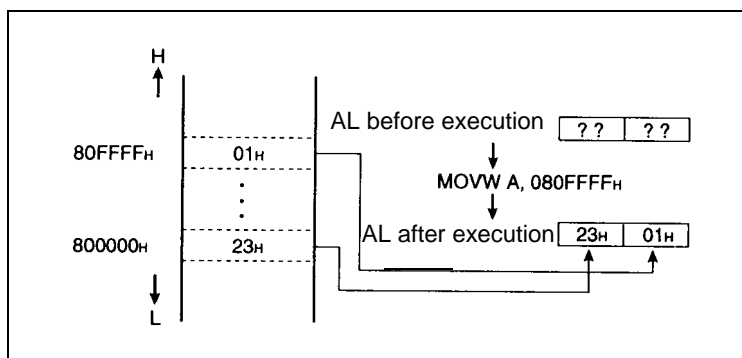 H
AL before execution
? ? ? ?
80FFFFH 01H
MOVW A, 080FFFFH
AL after execution 23H 01H
800000H 23H
L